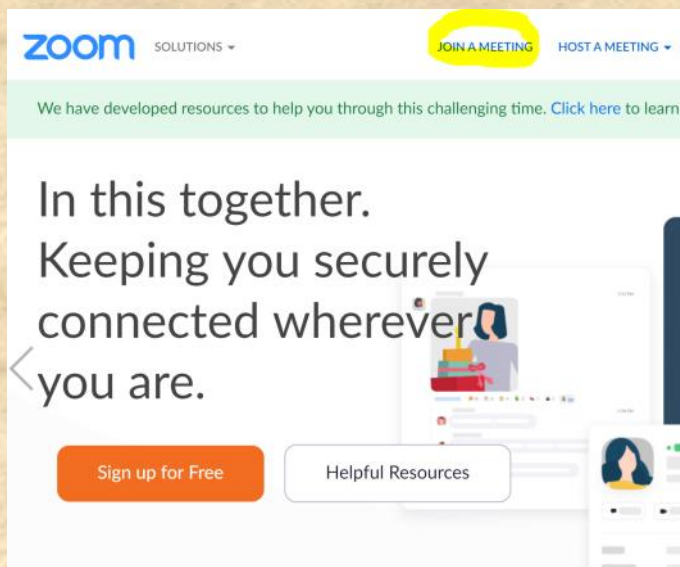 zoom SOLUTIONS JOIN A MEETING HOST A MEETING
We have developed resources to help you through this challenging time. Click here to learn
In this together.
Keeping you securely
connected wherever
you are.
Sign up for Free Helpful Resources